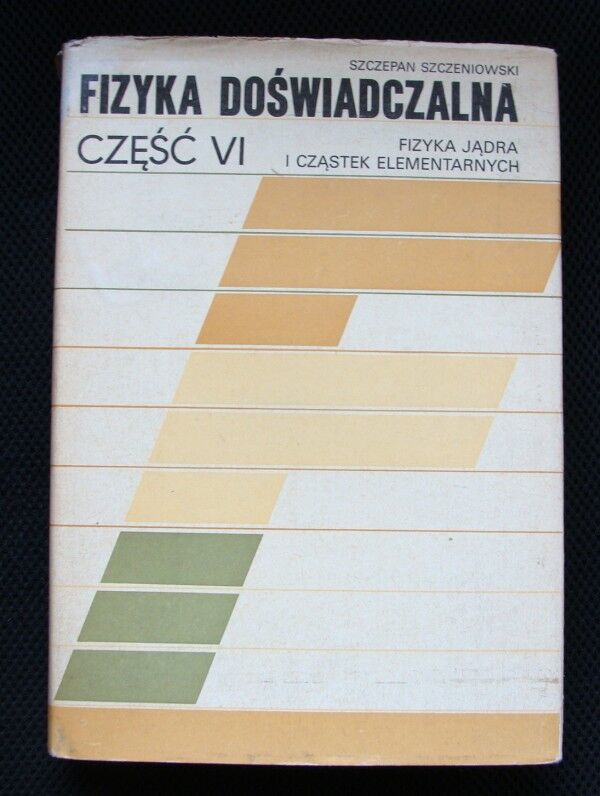 SZCZEPAN SZCZENIOWSKI
FIZYKA DOŚWIADCZALNA
CZĘŚĆ VI
FIZYKA JĄDRA
I CZĄSTEK ELEMENTARNYCH